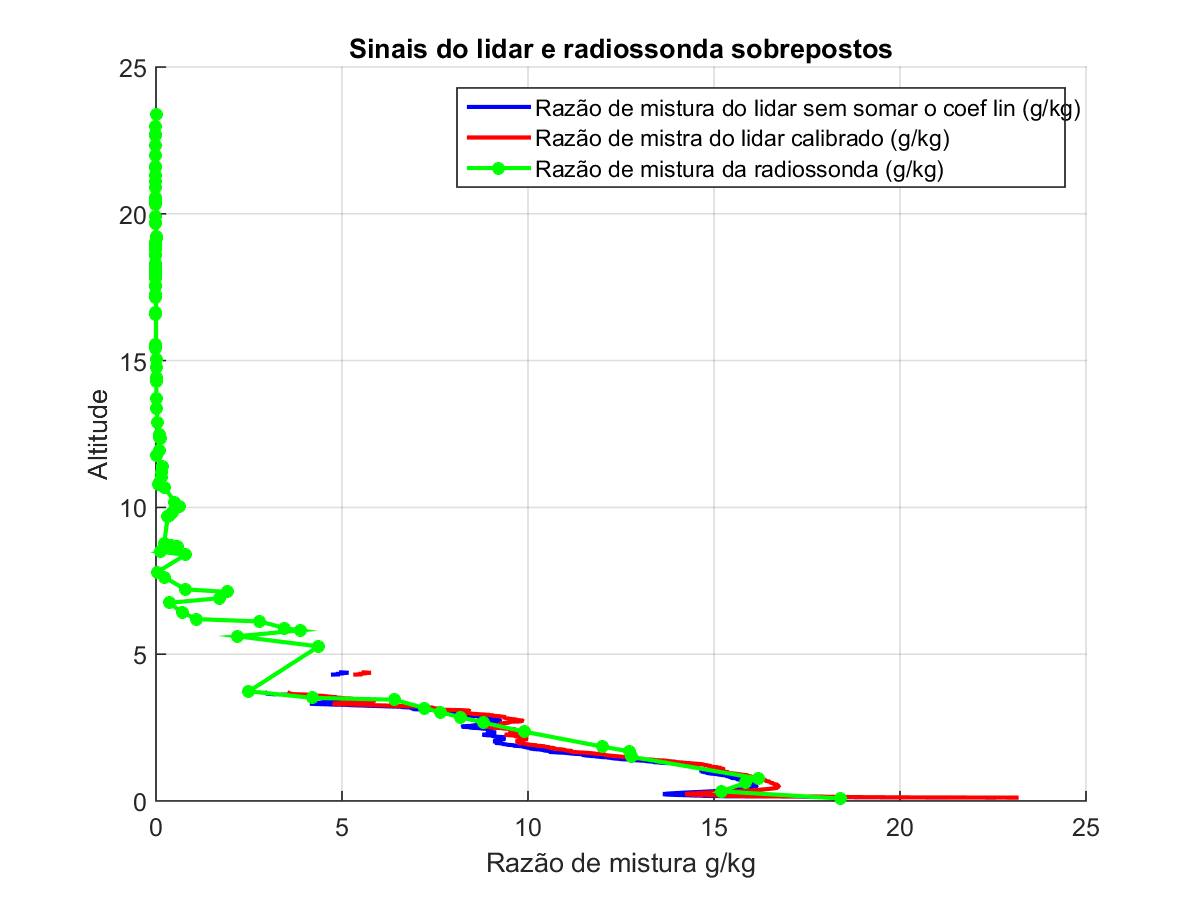 Sinais do lidar e radiossonda sobrepostos
25
Razão de mistura do lidar sem somar o coef lin (g/kg)
Razão de mistra do lidar calibrado (g/kg)
Razão de mistura da radiossonda (g/kg)
20
15
Altitude
10
5
0
0 5 10 15 20 25
Razão de mistura g/kg